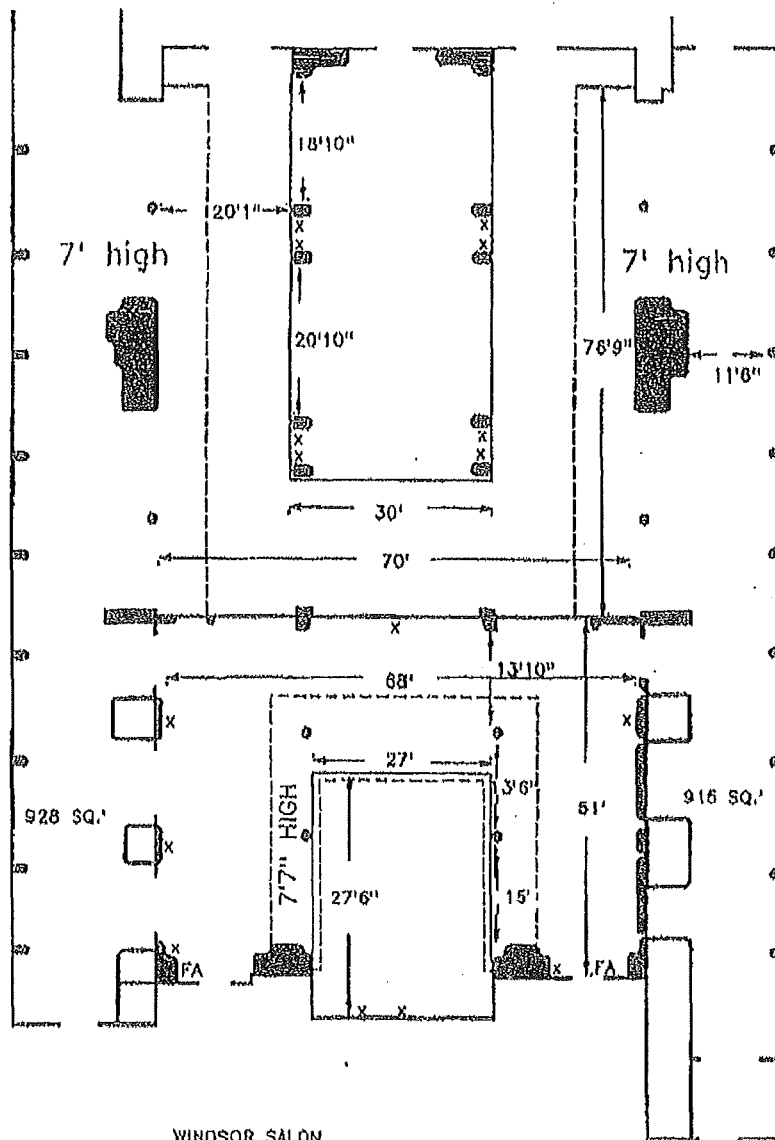 18'10"
20'1"
7' high
7' high
20'10"
76'9"
11'6"
30'
70'
X
X
X
X
X
X
X
X
X
13'10"
68'
X
X
27'
3'6"
928 SQ.'
7'7" HIGH
51'
916 SQ.'
X
27'6"
15'
X
FA
X
FA
X X
WINDSOR SALON